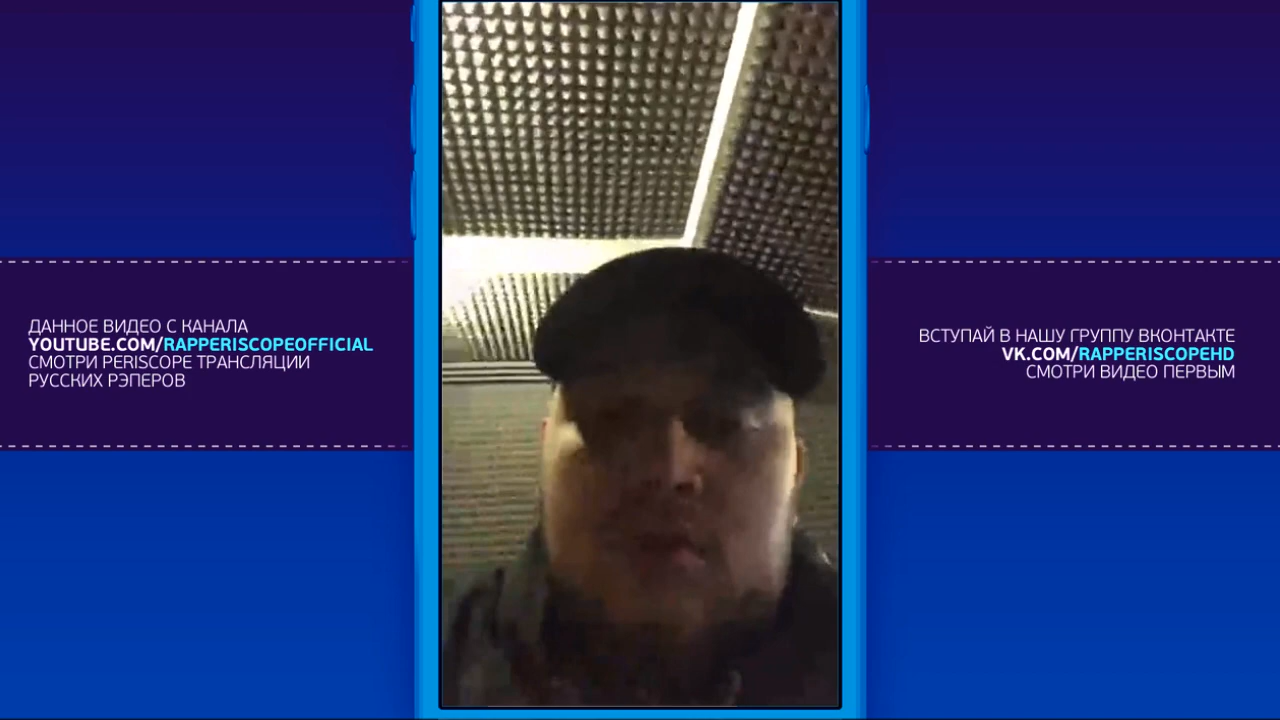 ДАННОЕ ВИДЕО С КАНАЛА
YOUTUBE.COM/RAPPERISCOPEOFFICIAL
СМОТРИ PERISCOPE ТРАНСЛЯЦИИ
РУССКИХ РЭПЕРОВ
ВСТУПАЙ В НАШУ ГРУППУ ВКОНТАКТЕ
VK.COM/RAPPERISCOPEHD
СМОТРИ ВИДЕО ПЕРВЫМ